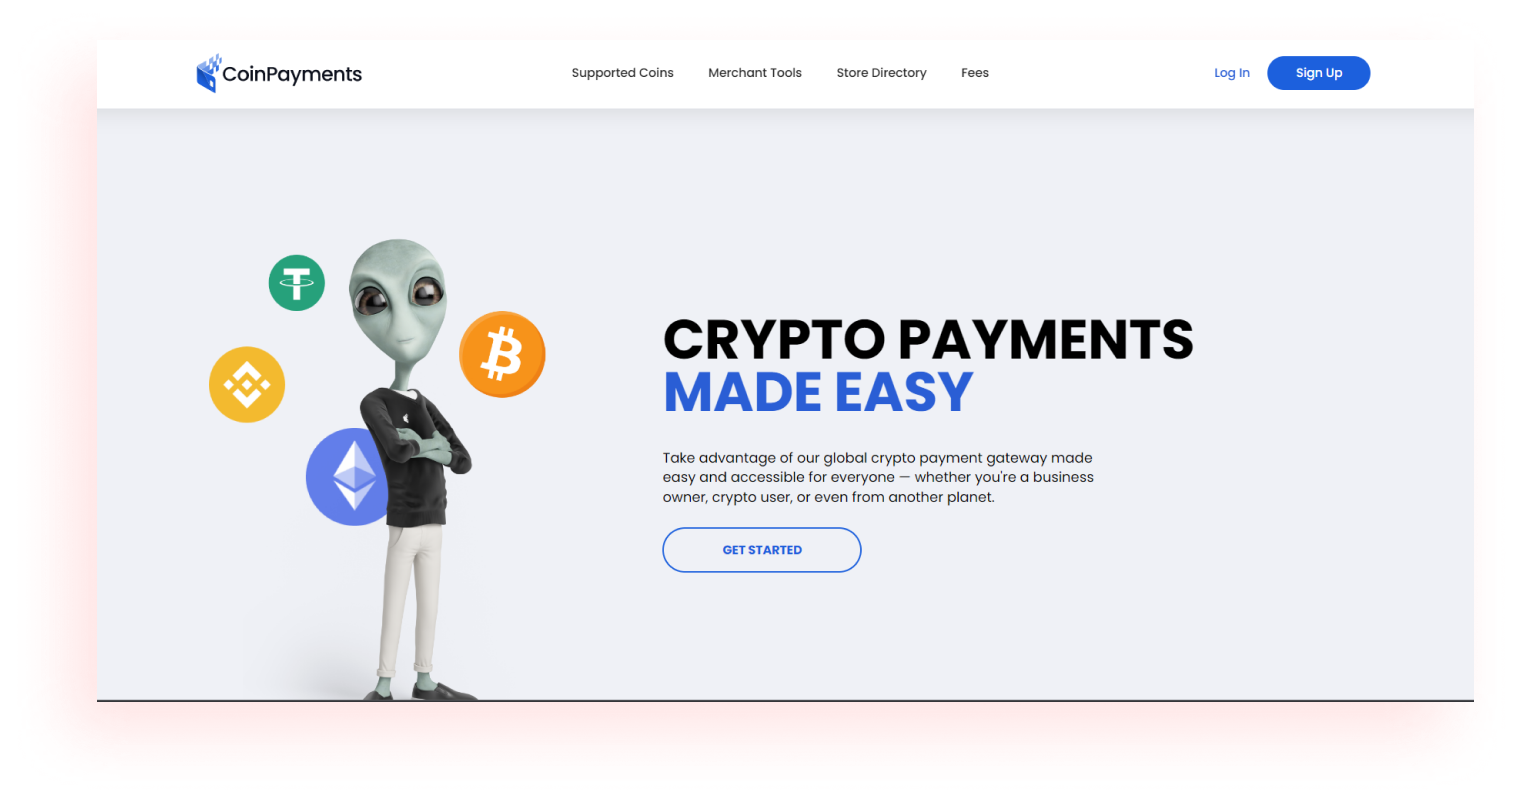 CoinPayments
Supported Coins
Merchant Tools
Store Directory
Fees
Log In
Sign Up
CRYPTO PAYMENTS
MADE EASY
Take advantage of our global crypto payment gateway made
easy and accessible for everyone — whether you're a business
owner, crypto user, or even from another planet.
GET STARTED